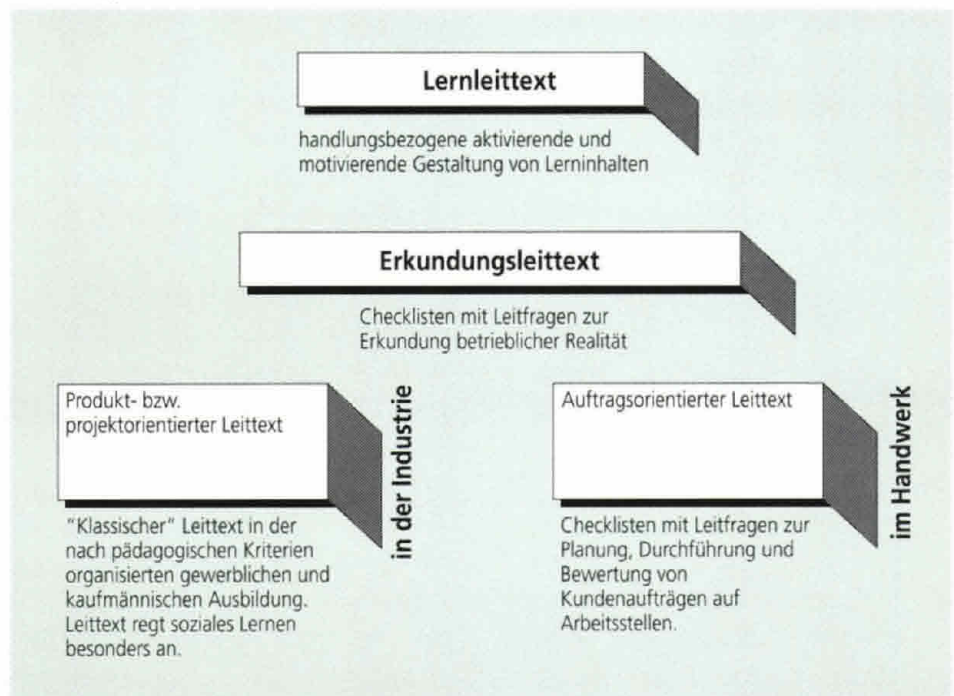 Lernleittext
handlungsbezogene aktivierende und
motivierende Gestaltung von Lerninhalten
Erkundungsleittext
Checklisten mit Leitfragen zur
Erkundung betrieblicher Realität
Produkt- bzw.
projektorientierter Leittext
in der Industrie
"Klassischer" Leittext in der
nach pädagogischen Kriterien
organisierten gewerblichen und
kaufmännischen Ausbildung.
Leittext regt soziales Lernen
besonders an.
Auftragsorientierter Leittext
im Handwerk
Checklisten mit Leitfragen zur
Planung, Durchführung und
Bewertung von
Kundenaufträgen auf
Arbeitsstellen.